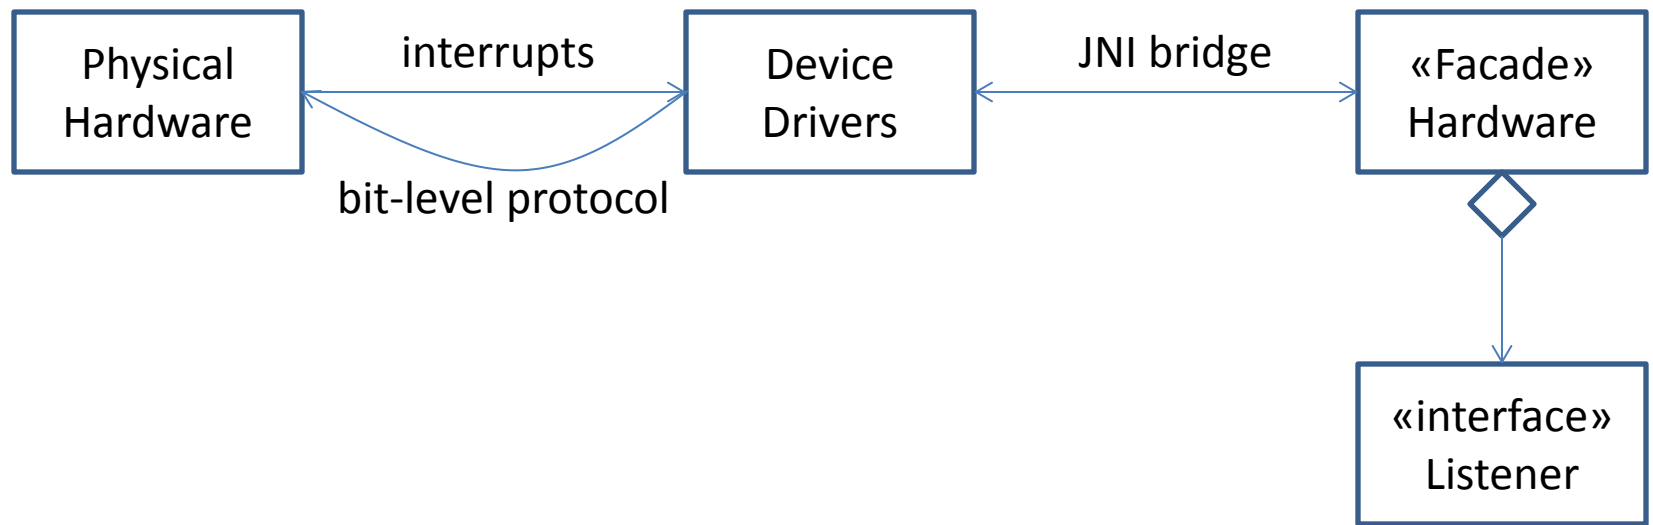 Physical
Hardware
interrupts
bit-level protocol
Device
Drivers
JNI bridge
«Facade»
Hardware
«interface»
Listener